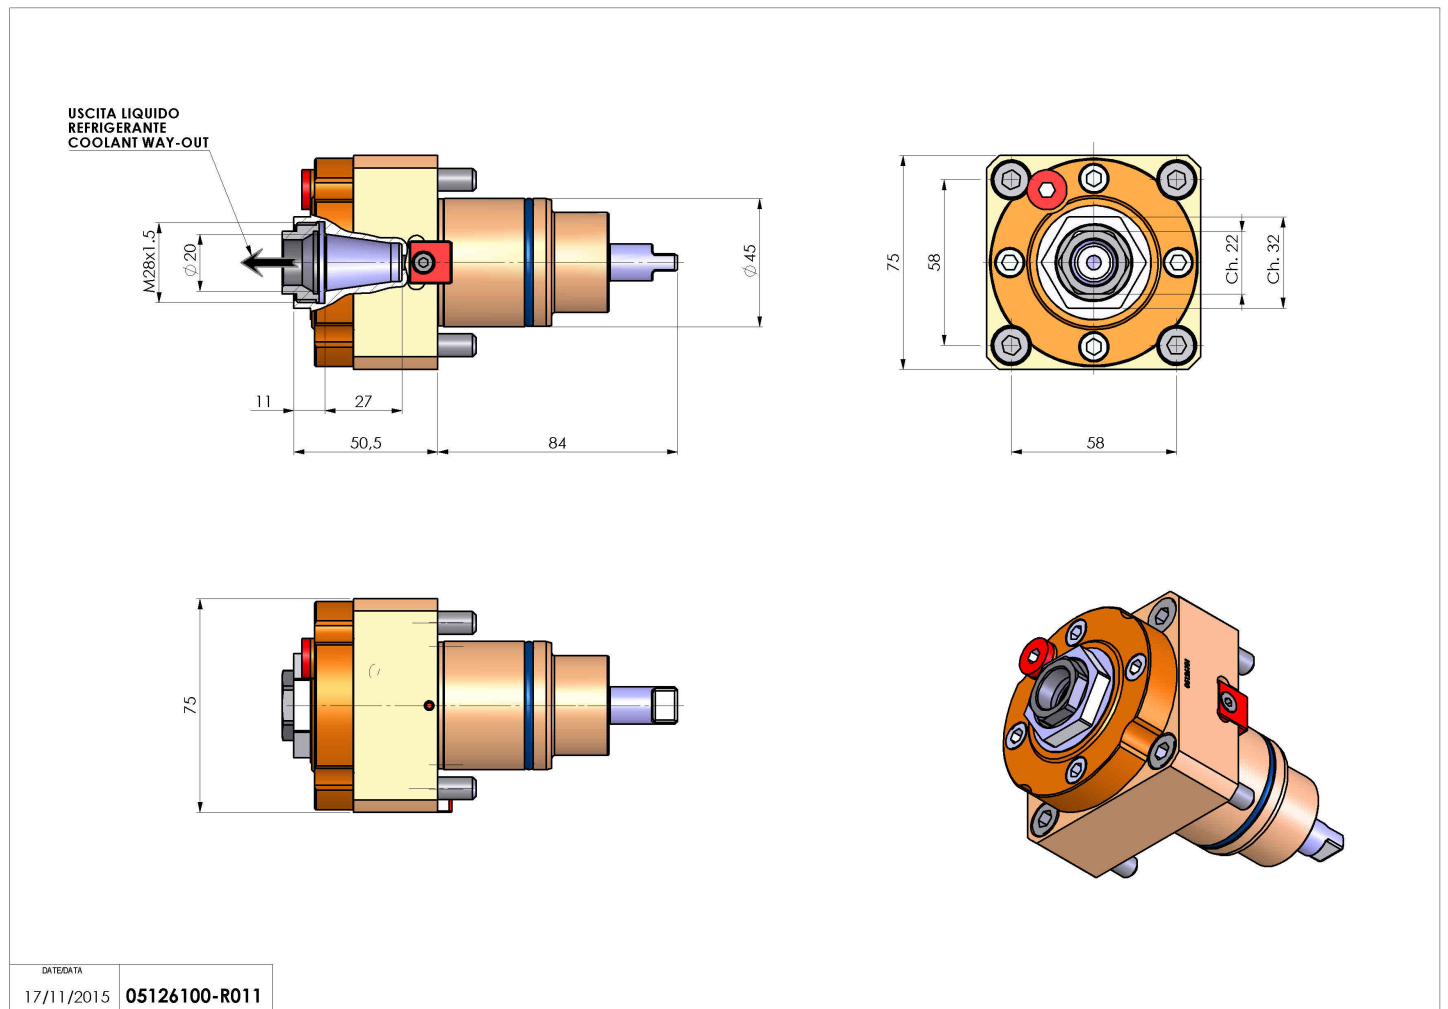 USCITA LIQUIDO
REFRIGERANTE
COOLANT WAY-OUT
M28x1.5
∅20
∅45
11
27
50,5
84
75
58
Ch. 22
Ch. 32
58
75
DATE/DATA
17/11/2015
05126100-R011